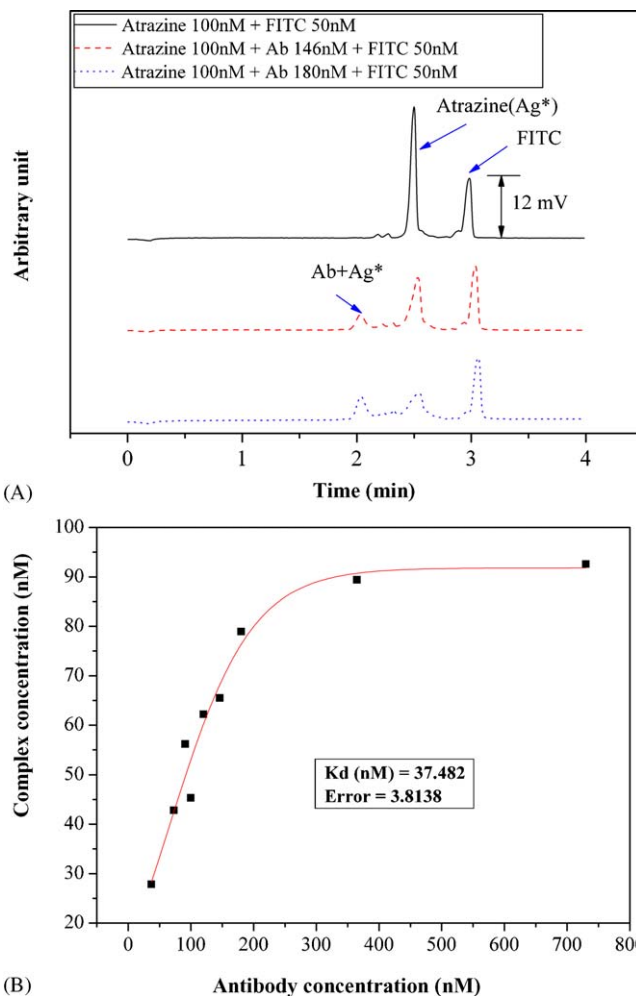 Atrazine 100nM + FITC 50nM
Atrazine 100nM + Ab 146nM + FITC 50nM
Atrazine 100nM + Ab 180nM + FITC 50nM
Atrazine(Ag*)
FITC
12 mV
Ab+Ag*
Arbitrary unit
0 1 2 3 4
Time (min)
(A)
100
90
80
70
60
50
40
30
20
Complex concentration (nM)
Kd (nM) = 37.482
Error = 3.8138
0 100 200 300 400 500 600 700
Antibody concentration (nM)
(B)